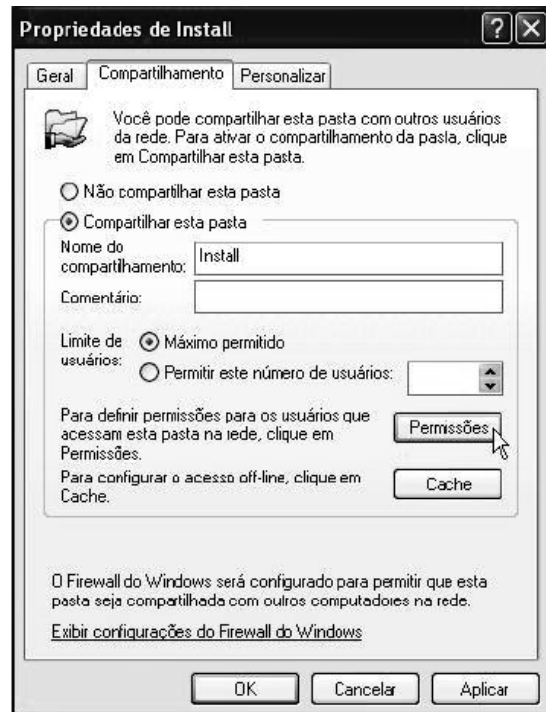 Propriedades de Install
Geral Compartilhamento Personalizar
Você pode compartilhar esta pasta com outros usuários
da rede. Para ativar o compartilhamento da pasta, clique
em Compartilhar esta pasta.
Não compartilhar esta pasta
Compartilhar esta pasta
Nome do
compartilhamento: Install
Comentário:
Limite de
usuários: Máximo permitido
Permitir este número de usuários:
Para definir permissões para os usuários que
acessam esta pasta na rede, clique em
Permissões.
Permissões
Para configurar o acesso off-line, clique em
Cache.
Cache
O Firewall do Windows será configurado para permitir que esta
pasta seja compartilhada com outros computadores na rede.
Exibir configurações do Firewall do Windows
OK Cancelar Aplicar